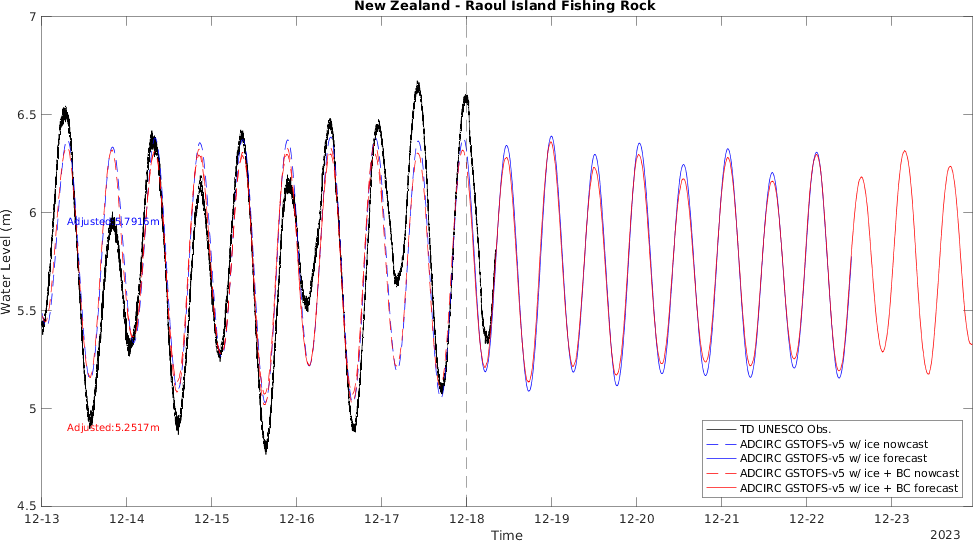 New Zealand - Raoul Island Fishing Rock
7
6.5
6
5.5
5
4.5
Water Level (m)
Adjusted:5.7915m
Adjusted:5.2517m
TD UNESCO Obs.
ADCIRC GSTOFS-v5 w/ ice nowcast
ADCIRC GSTOFS-v5 w/ ice forecast
ADCIRC GSTOFS-v5 w/ ice + BC nowcast
ADCIRC GSTOFS-v5 w/ ice + BC forecast
12-13 12-14 12-15 12-16 12-17 12-18 12-19 12-20 12-21 12-22 12-23
Time
2023